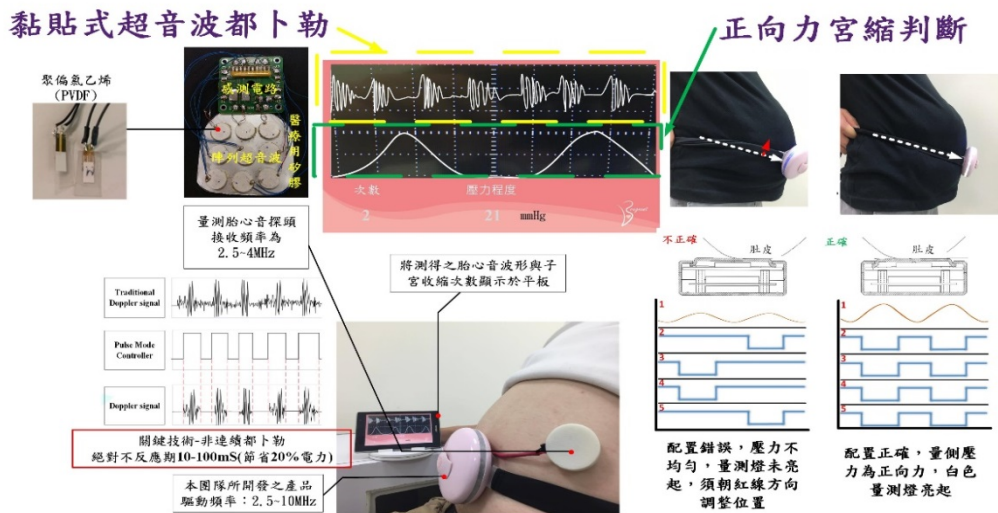 黏貼式超音波都卜勒
正向力宮縮判斷
聚偏氟乙烯
(PVDF)
感測電路
陣列超音波
醫療用矽膠
次數
壓力程度
2
21
mmHg
量測胎心音探頭
接收頻率為
2.5~4MHz
將測得之胎心音波形與子
宮收縮次數顯示於平板
Traditional
Doppler signal
Pulse Mode
Controller
Doppler signal
關鍵技術-非連續都卜勒
絕對不反應期10-100mS(節省20%電力)
本團隊所開發之產品
驅動頻率：2.5~10MHz
不正確
肚皮
1
2
3
4
5
配置錯誤，壓力不
均勻，量測燈未亮
起，須朝紅線方向
調整位置
正確
肚皮
1
2
3
4
5
配置正確，量側壓
力為正向力，白色
量測燈亮起